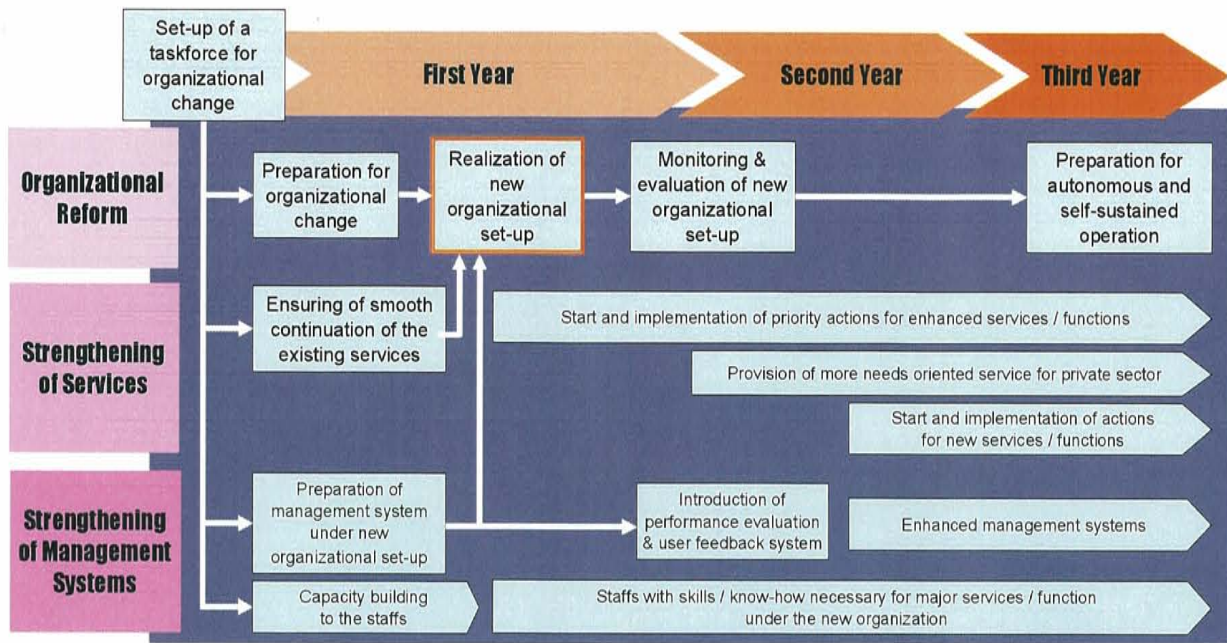 Set-up of a
taskforce for
organizational
change
First Year
Second Year
Third Year
Organizational
Reform
Preparation for
organizational
change
Realization of
new
organizational
set-up
Monitoring &
evaluation of new
organizational
set-up
Preparation for
autonomous and
self-sustained
operation
Strengthening
of Services
Ensuring of smooth
continuation of the
existing services
Start and implementation of priority actions for enhanced services / functions
Provision of more needs oriented service for private sector
Start and implementation of actions
for new services / functions
Strengthening
of Management
Systems
Preparation of
management system
under new
organizational set-up
Introduction of
performance evaluation
& user feedback system
Enhanced management systems
Capacity building
to the staffs
Staffs with skills / know-how necessary for major services / function
under the new organization